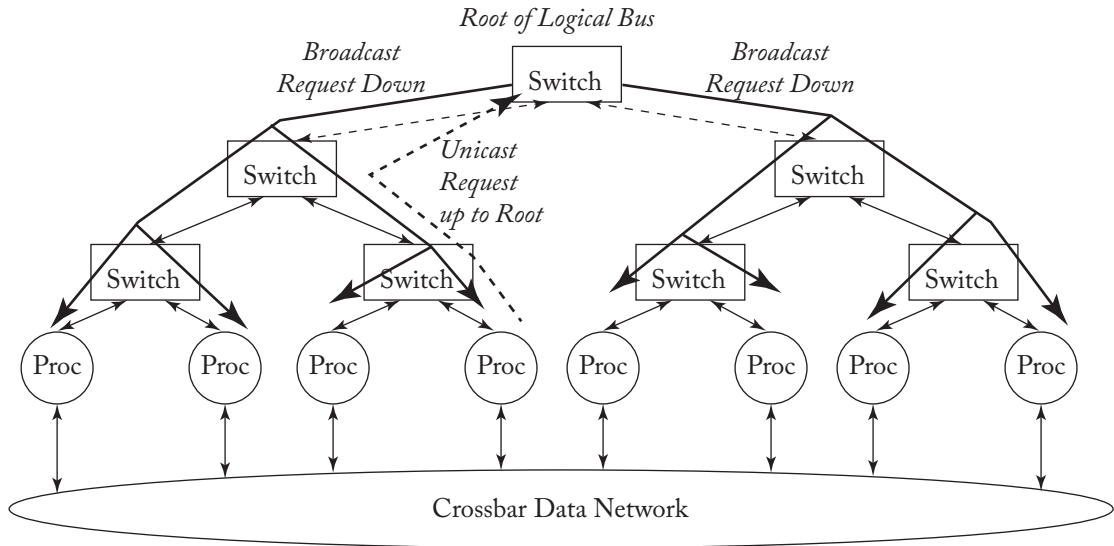 Root of Logical Bus
Broadcast
Request Down
Broadcast
Request Down
Switch
Unicast
Request
up to Root
Switch
Switch
Switch
Switch
Switch
Switch
Proc
Proc
Proc
Proc
Proc
Proc
Proc
Proc
Crossbar Data Network